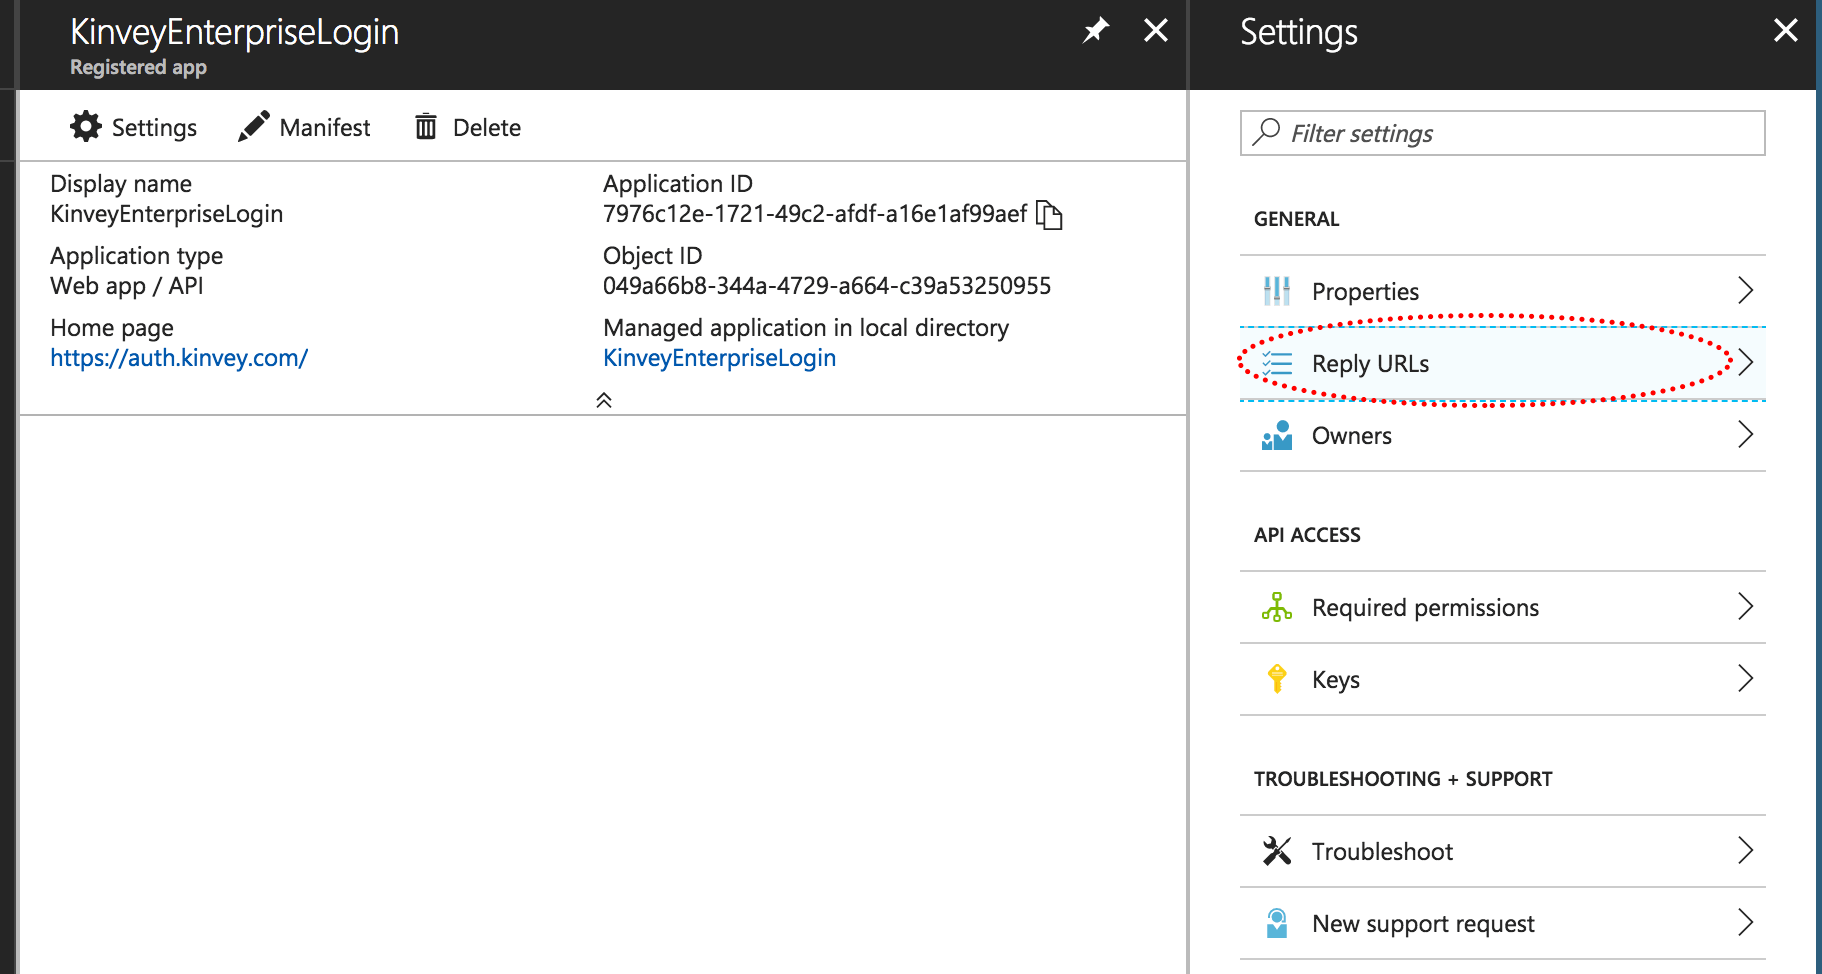 KinveyEnterpriseLogin
Registered app
Settings
Manifest
Delete
Display name
KinveyEnterpriseLogin
Application type
Web app / API
Home page
https://auth.kinvey.com/
Application ID
7976c12e-1721-49c2-afdf-a16e1af99aef
Object ID
049a66b8-344a-4729-a664-c39a53250955
Managed application in local directory
KinveyEnterpriseLogin
Settings
Filter settings
GENERAL
Properties
Reply URLs
Owners
API ACCESS
Required permissions
Keys
TROUBLESHOOTING + SUPPORT
Troubleshoot
New support request